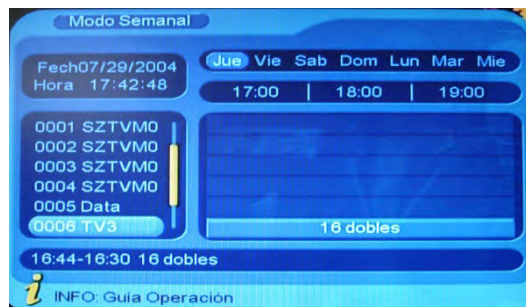 Modo Semanal
Fech07/29/2004
Hora 17:42:48
Jue Vie Sab Dom Lun Mar Mie
17:00 | 18:00 | 19:00
0001 SZTVM0
0002 SZTVM0
0003 SZTVM0
0004 SZTVM0
0005 Data
0006 TV3
16 dobles
16:44-16:30 16 dobles
i INFO: Guia Operación